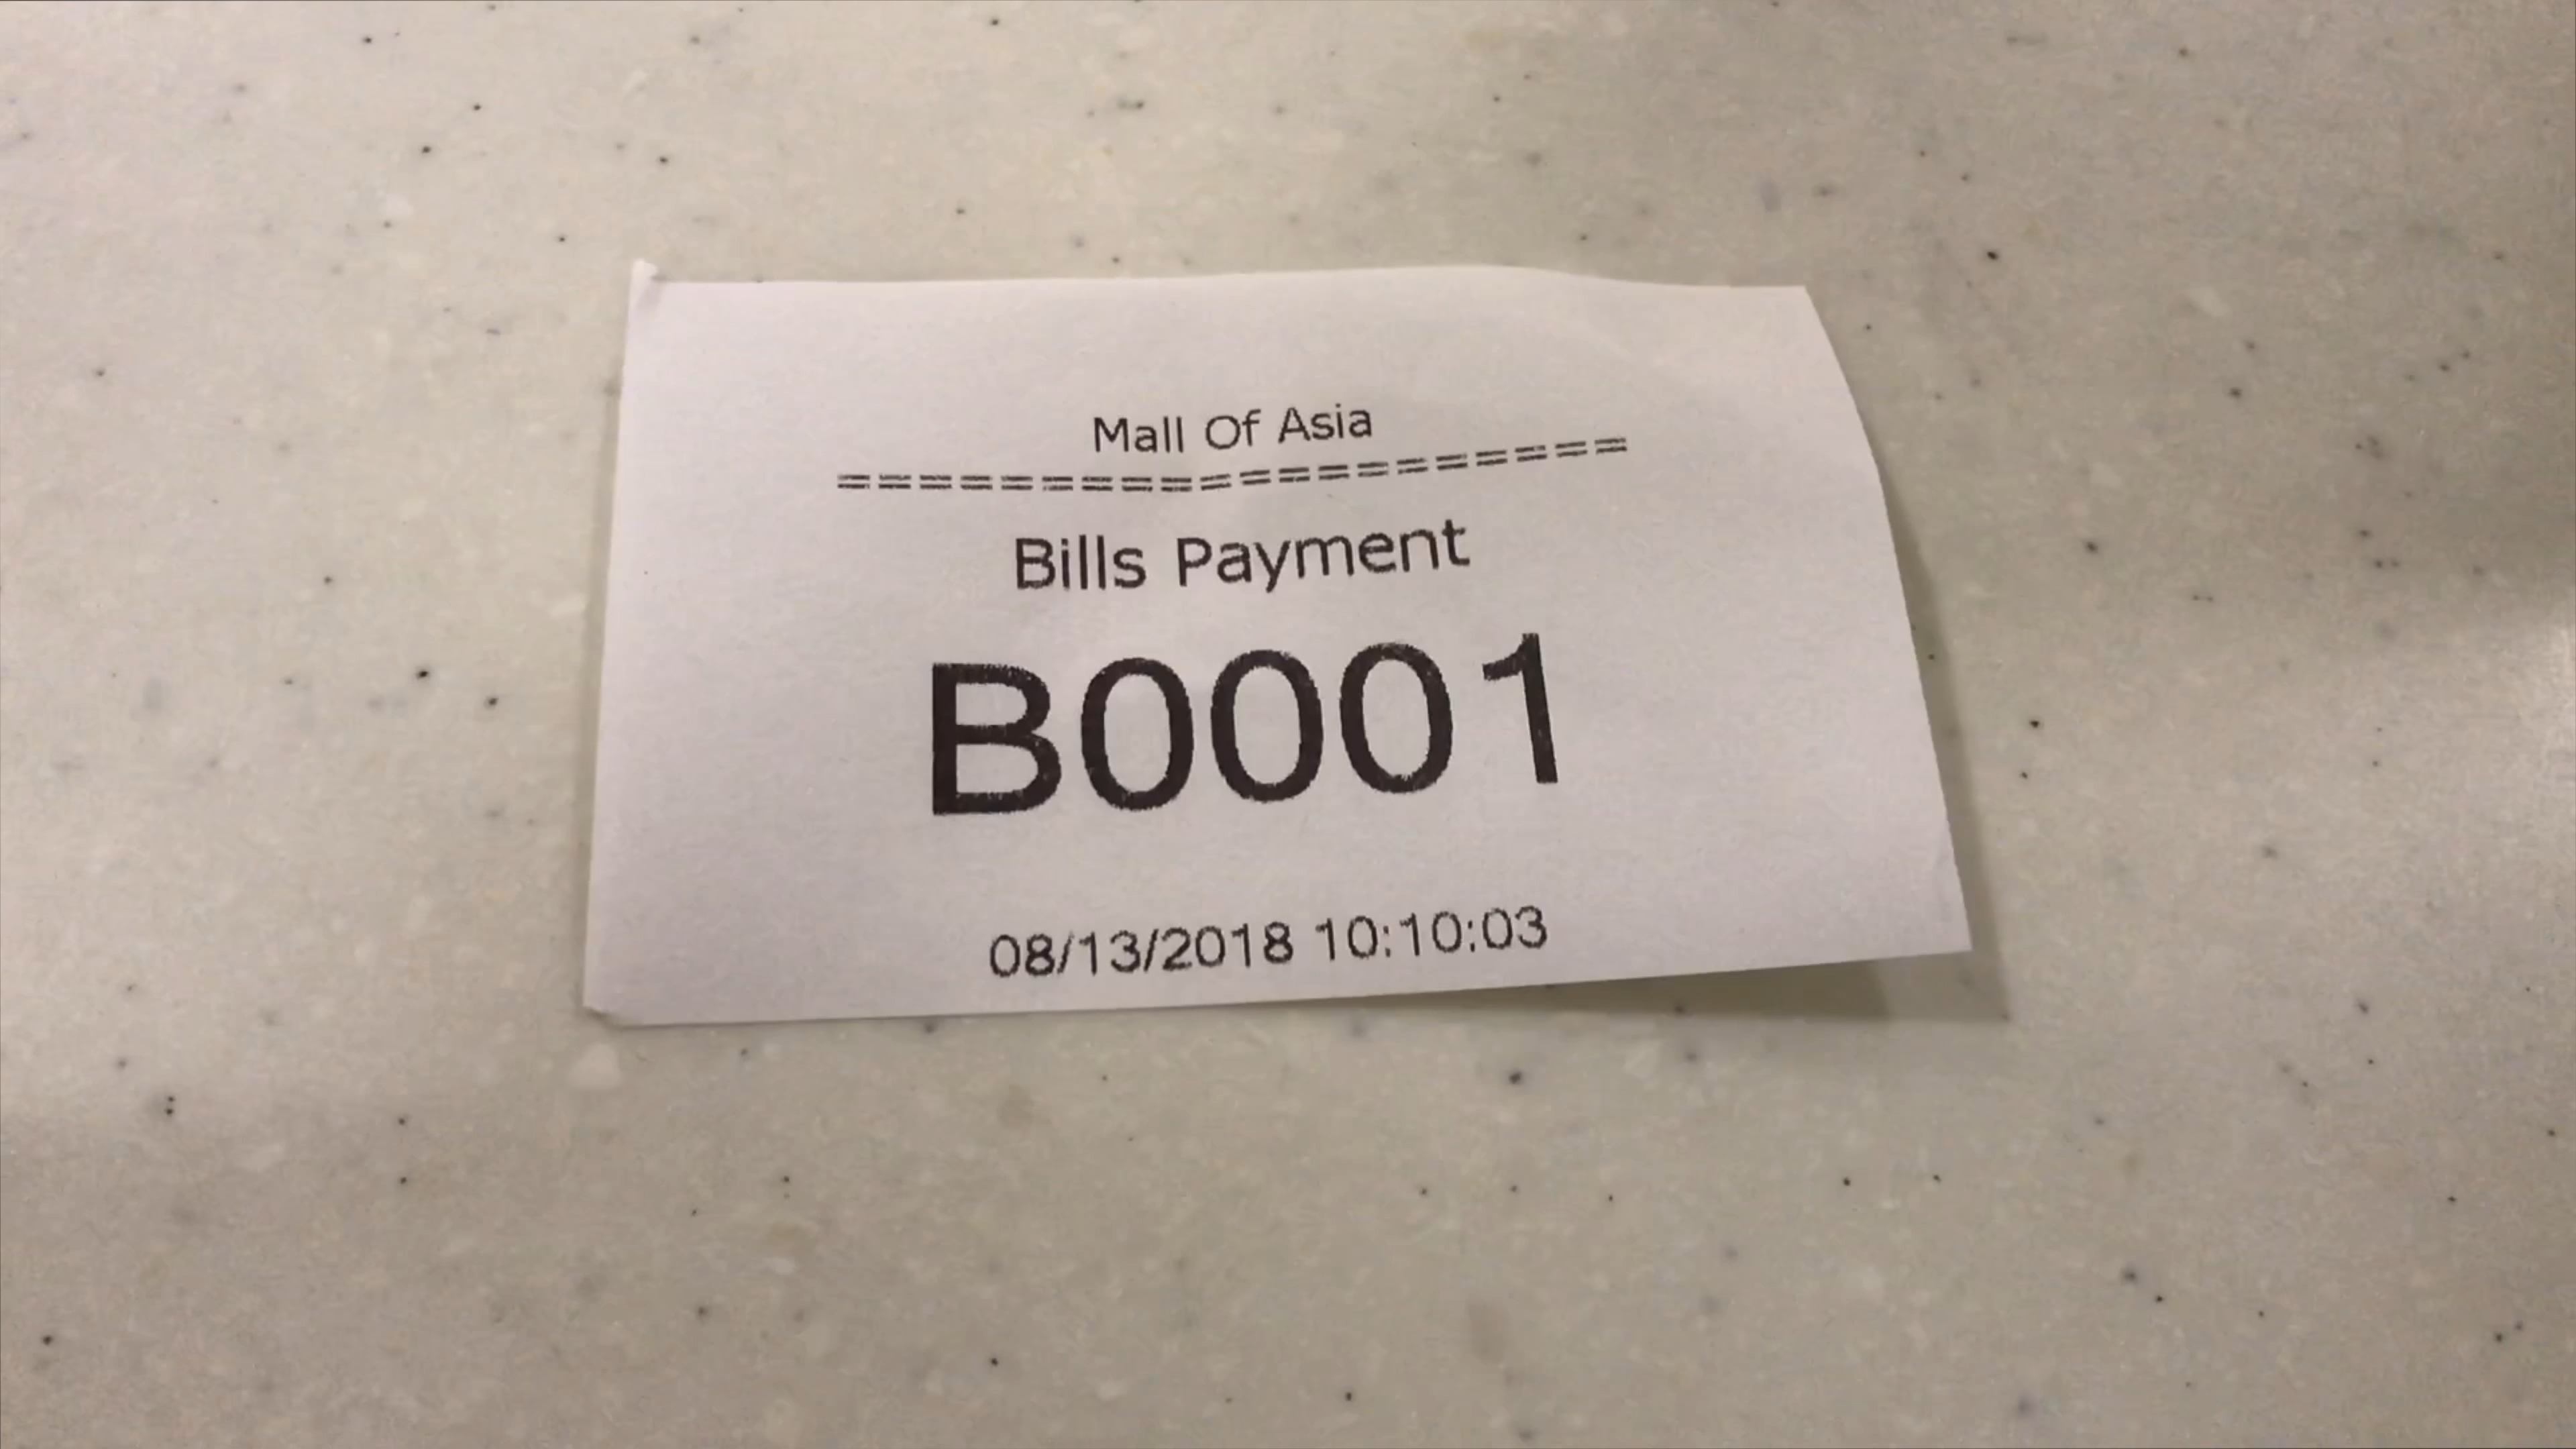 Mall Of Asia
====================
Bills Payment
B0001
08/13/2018 10:10:03